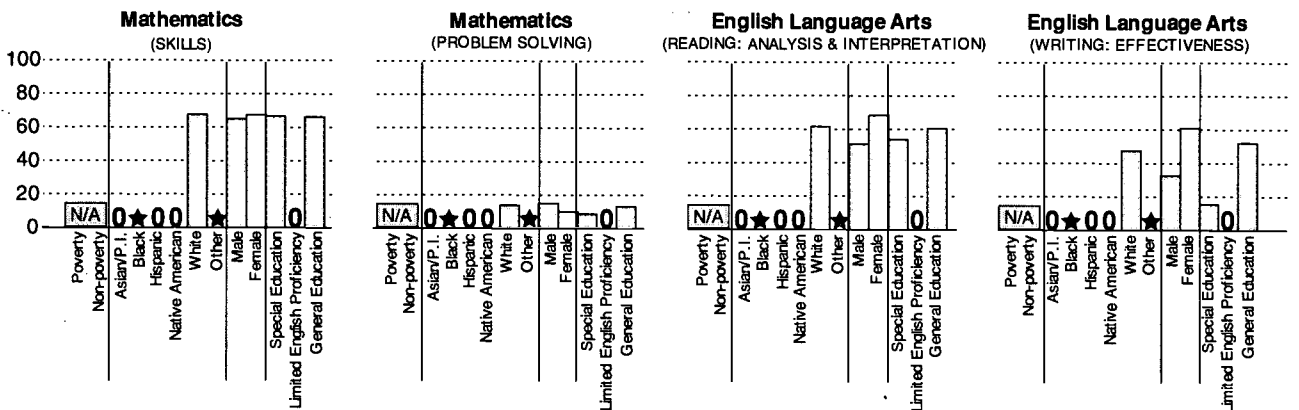 Mathematics
(SKILLS)
100
80
60
40
20
0
N/A
0 ★ 0 0 ★ 0
Poverty
Non-poverty
Asian/P.I.
Black
Hispanic
Native American
White
Other
Male
Female
Special Education
Limited English Proficiency
General Education
Mathematics
(PROBLEM SOLVING)
N/A
0 ★ 0 0 ★ 0
Poverty
Non-poverty
Asian/P.I.
Black
Hispanic
Native American
White
Other
Male
Female
Special Education
Limited English Proficiency
General Education
English Language Arts
(READING: ANALYSIS & INTERPRETATION)
N/A
0 ★ 0 0 ★ 0
Poverty
Non-poverty
Asian/P.I.
Black
Hispanic
Native American
White
Other
Male
Female
Special Education
Limited English Proficiency
General Education
English Language Arts
(WRITING: EFFECTIVENESS)
N/A
0 ★ 0 0 ★ 0
Poverty
Non-poverty
Asian/P.I.
Black
Hispanic
Native American
White
Other
Male
Female
Special Education
Limited English Proficiency
General Education